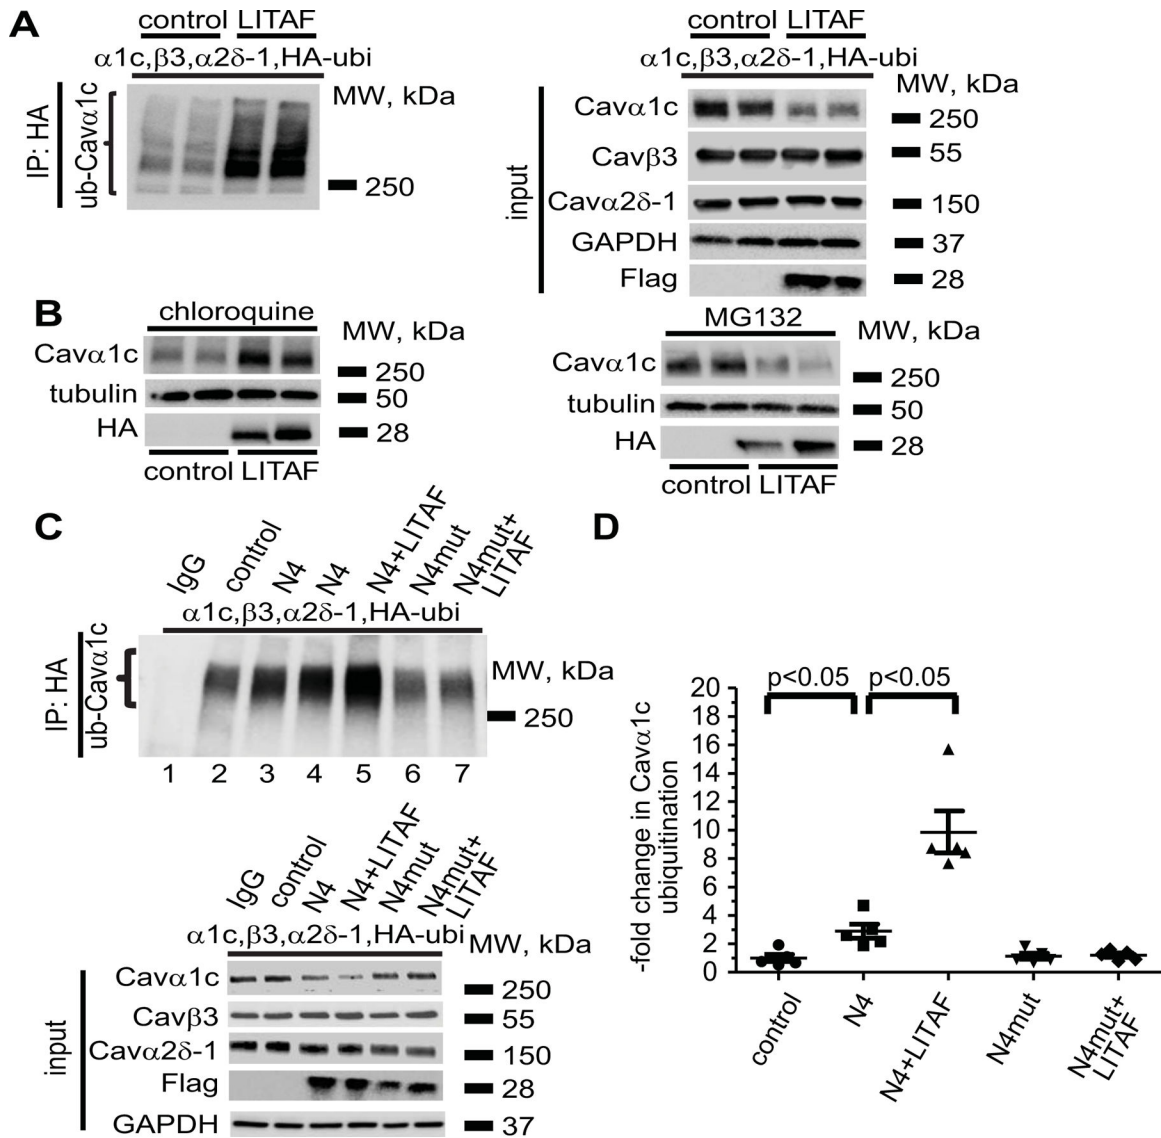 A
control LITAF
α1c,β3,α2δ-1,HA-ubi
IP: HA
ub-Cavα1c
MW, kDa
250
control LITAF
α1c,β3,α2δ-1,HA-ubi
MW, kDa
input
Cavα1c
250
Cavβ3
55
Cavα2δ-1
150
GAPDH
37
Flag
28
B
chloroquine
MW, kDa
Cavα1c
250
tubulin
50
HA
28
control LITAF
MG132
MW, kDa
Cavα1c
250
tubulin
50
HA
28
control LITAF
C
IgG
control
N4
N4
N4+LITAF
N4mut
N4mut+
LITAF
α1c,β3,α2δ-1,HA-ubi
IP: HA
ub-Cavα1c
MW, kDa
250
1 2 3 4 5 6 7
IgG
control
N4
N4+LITAF
N4mut
N4mut+
LITAF
α1c,β3,α2δ-1,HA-ubi
MW, kDa
input
Cavα1c
250
Cavβ3
55
Cavα2δ-1
150
Flag
28
GAPDH
37
D
-fold change in Cavα1c
ubiquitination
20
18
16
14
12
10
8
6
4
2
0
p<0.05
p<0.05
control
N4
N4+LITAF
N4mut
N4mut+
LITAF